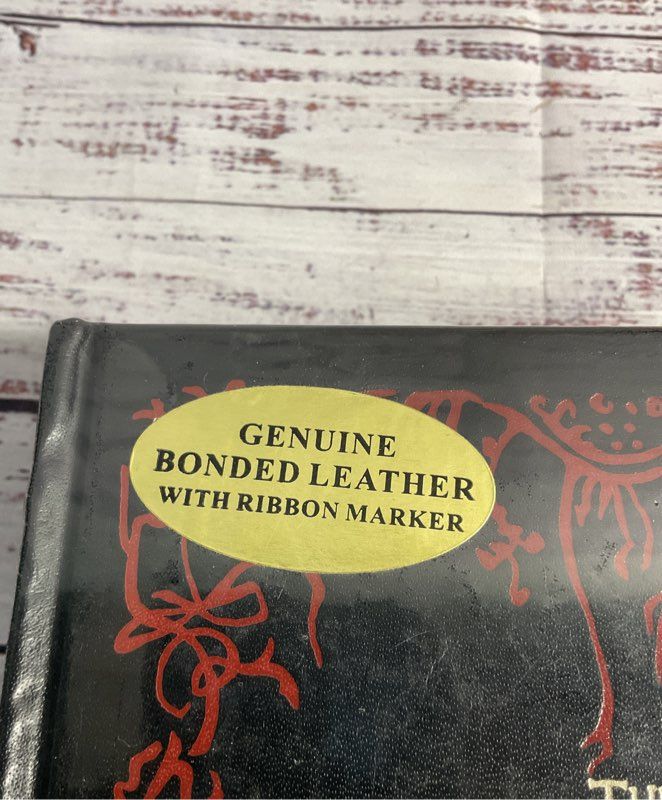 GENUINE
BONDED LEATHER
WITH RIBBON MARKER